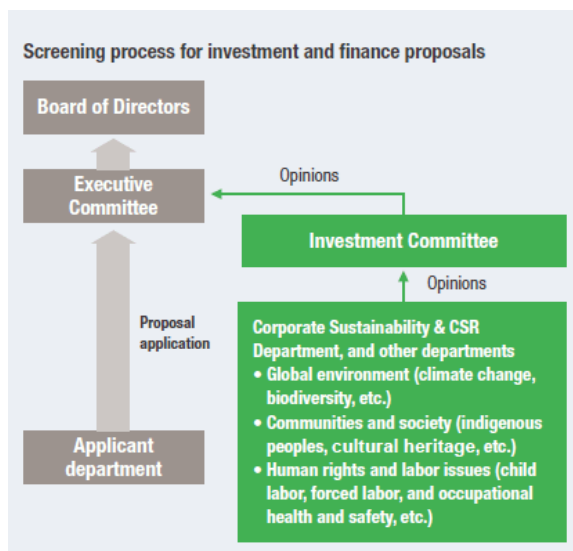 Screening process for investment and finance proposals
Board of Directors
Executive
Committee
Opinions
Investment Committee
Opinions
Proposal
application
Corporate Sustainability & CSR
Department, and other departments
• Global environment (climate change,
biodiversity, etc.)
• Communities and society (indigenous
peoples, cultural heritage, etc.)
• Human rights and labor issues (child
labor, forced labor, and occupational
health and safety, etc.)
Applicant
department